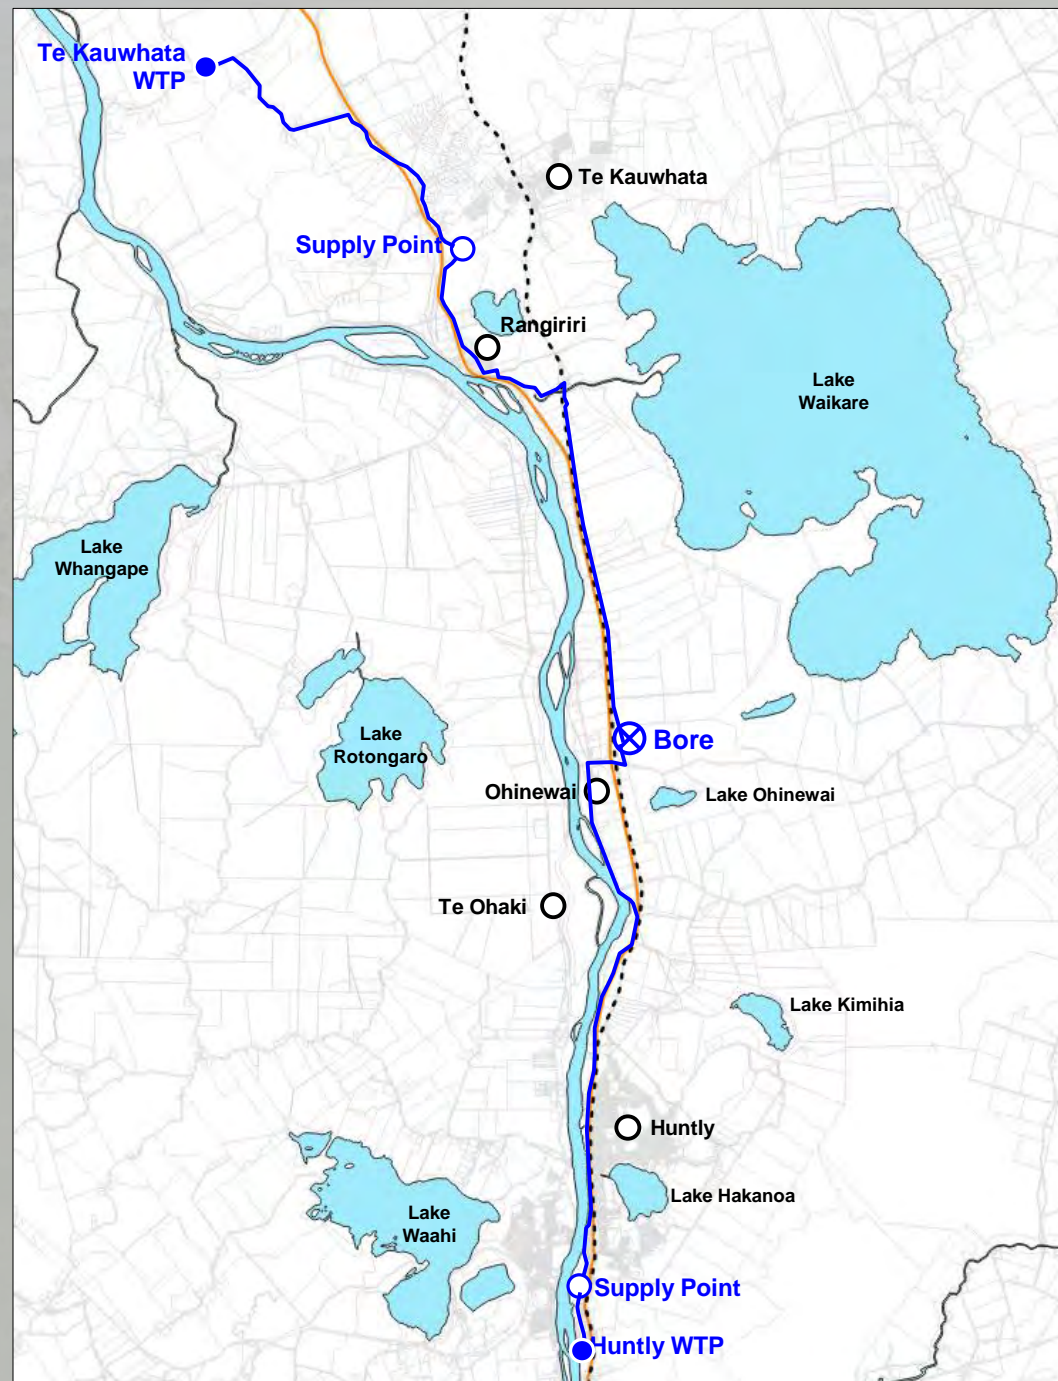 Te Kauwhata
WTP
Te Kauwhata
Supply Point
Rangiriri
Lake
Waikare
Lake
Whangape
Lake
Rotongaro
Bore
Ohinewai
Lake Ohinewai
Te Ohaki
Lake Kimihia
Huntly
Lake Hakanoa
Lake
Waahi
Supply Point
Huntly WTP